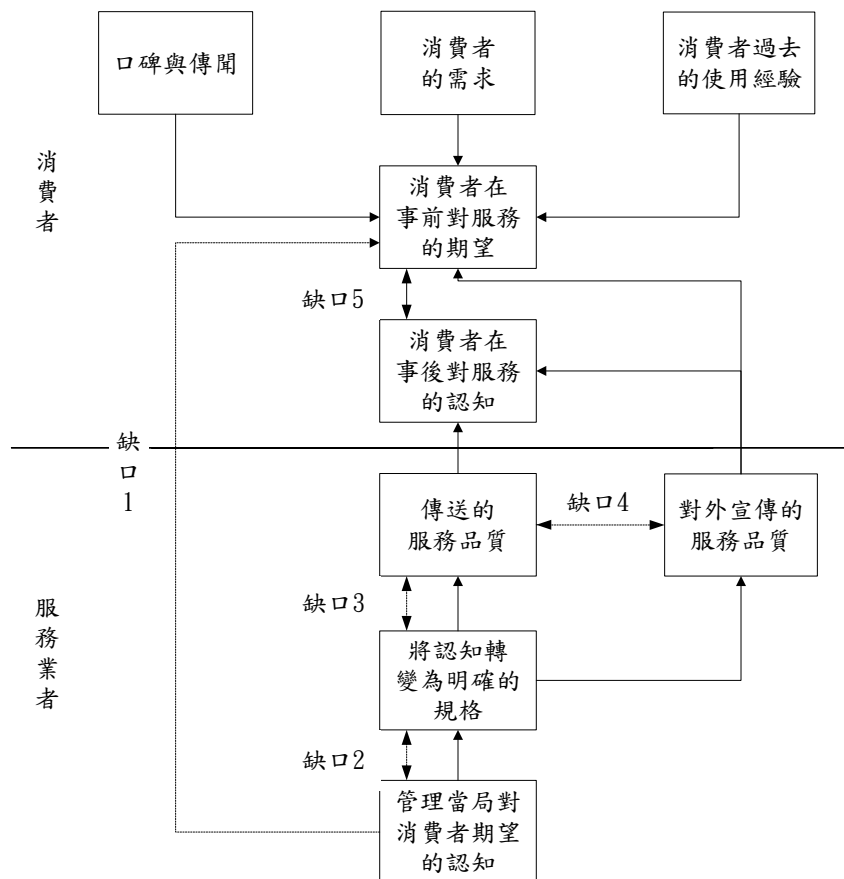 口碑與傳聞
消費者
的需求
消費者過去
的使用經驗
消
費
者
消費者在
事前對服務
的期望
缺口5
消費者在
事後對服務
的認知
缺
口
1
傳送的
服務品質
缺口4
對外宣傳的
服務品質
缺口3
服
務
業
者
將認知轉
變為明確的
規格
缺口2
管理當局對
消費者期望
的認知